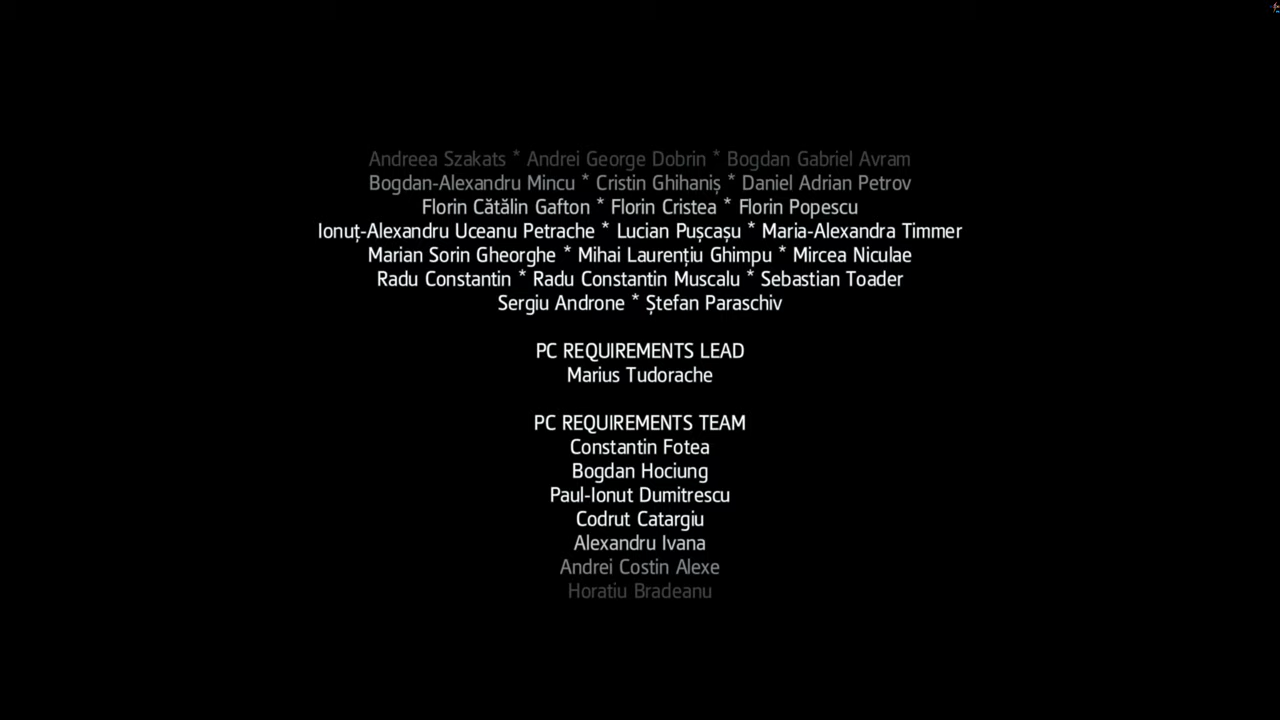 Andreea Szakats * Andrei George Dobrin * Bogdan Gabriel Avram
Bogdan-Alexandru Mincu * Cristin Ghihaniș * Daniel Adrian Petrov
Florin Cătălin Gafton * Florin Cristea * Florin Popescu
Ionuț-Alexandru Uceanu Petrache * Lucian Pușcașu * Maria-Alexandra Timmer
Marian Sorin Gheorghe * Mihai Laurențiu Ghimpu * Mircea Niculae
Radu Constantin * Radu Constantin Muscalu * Sebastian Toader
Sergiu Androne * Ștefan Paraschiv
PC REQUIREMENTS LEAD
Marius Tudorache
PC REQUIREMENTS TEAM
Constantin Fotea
Bogdan Hociung
Paul-Ionut Dumitrescu
Codrut Catargiu
Alexandru Ivana
Andrei Costin Alexe
Horatiu Bradeanu